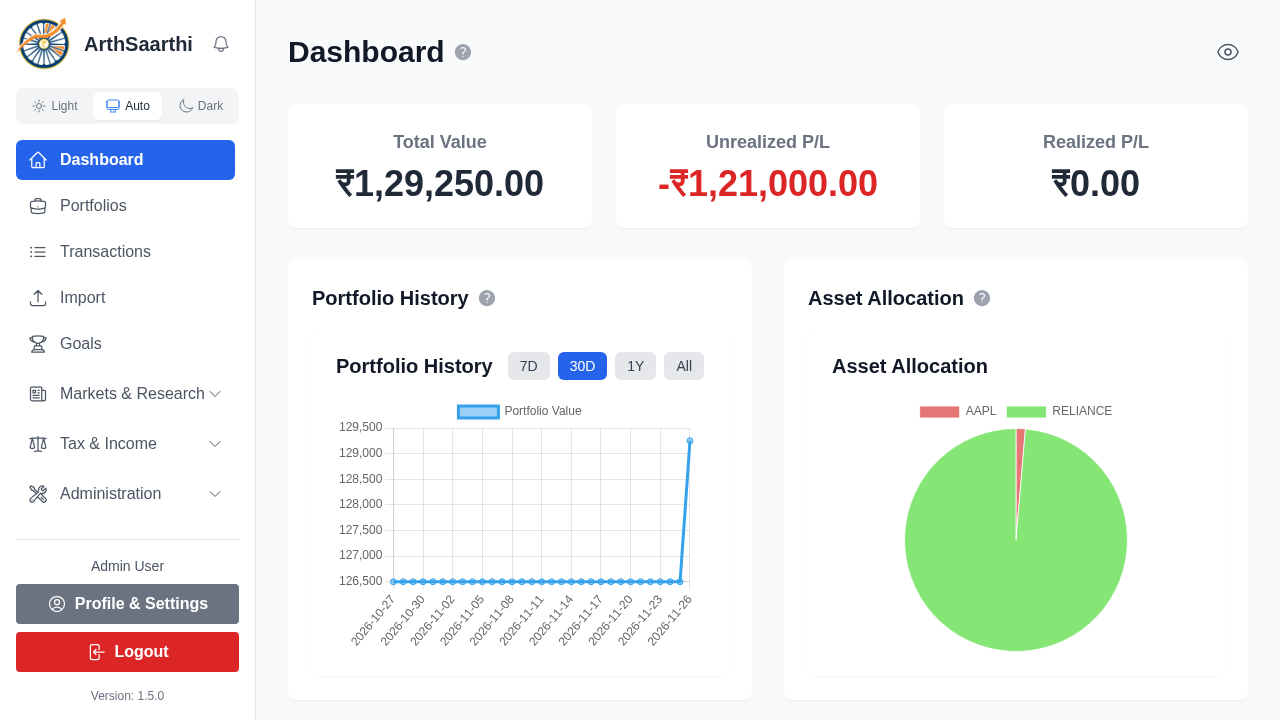 ArthSaarthi
Light
Auto
Dark
Dashboard
Portfolios
Transactions
Import
Goals
Markets & Research
Tax & Income
Administration
Admin User
Profile & Settings
Logout
Version: 1.5.0
Dashboard ?
Total Value
₹1,29,250.00
Unrealized P/L
-₹1,21,000.00
Realized P/L
₹0.00
Portfolio History ?
Portfolio History
7D
30D
1Y
All
Portfolio Value
129,500
129,000
128,500
128,000
127,500
127,000
126,500
2026-10-27
2026-10-30
2026-11-02
2026-11-05
2026-11-08
2026-11-11
2026-11-14
2026-11-17
2026-11-20
2026-11-23
2026-11-26
Asset Allocation ?
Asset Allocation
AAPL
RELIANCE